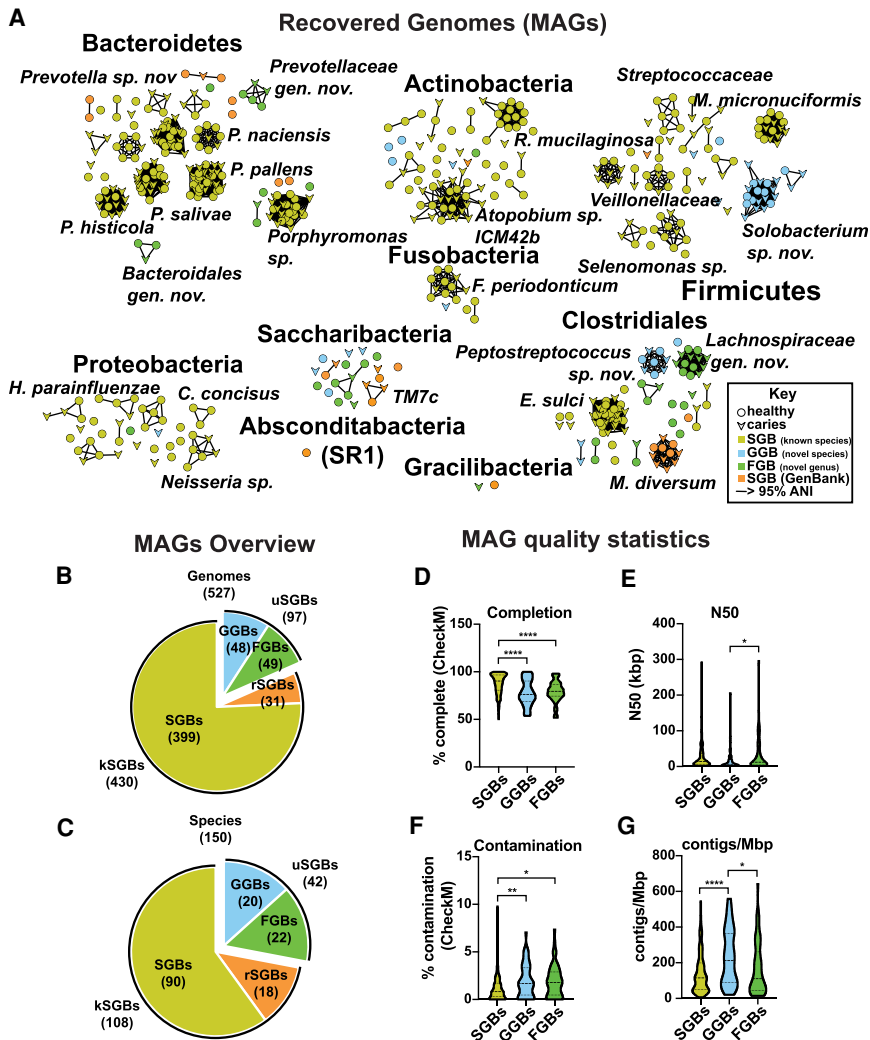 A
Recovered Genomes (MAGs)
Bacteroidetes
Prevotella sp. nov
Prevotellaceae
gen. nov.
P. naciensis
P. pallens
P. histicola
P. salivae
Porphyromonas
sp.
Bacteroidales
gen. nov.
Actinobacteria
R. mucilaginosa
Atopobium sp.
ICM42b
Streptococcaceae
M. micronuciformis
Veillonellaceae
Solobacterium
sp. nov.
Selenomonas sp.
Firmicutes
Fusobacteria
F. periodonticum
Clostridiales
Peptostreptococcus
sp. nov.
Lachnospiraceae
gen. nov.
E. sulci
M. diversum
Saccharibacteria
TM7c
Proteobacteria
H. parainfluenzae
C. concisus
Neisseria sp.
Absconditabacteria
(SR1)
Gracilibacteria
Key
healthy
caries
SGB (known species)
GGB (novel species)
FGB (novel genus)
SGB (GenBank)
> 95% ANI
MAGs Overview
MAG quality statistics
B
Genomes
(527)
uSGBs
(97)
GGBs
(48)
FGBs
(49)
rSGBs
(31)
SGBs
(399)
kSGBs
(430)
C
Species
(150)
uSGBs
(42)
GGBs
(20)
FGBs
(22)
rSGBs
(18)
SGBs
(90)
kSGBs
(108)
D
Completion
% complete (CheckM)
150
100
50
0
****
****
SGBs
GGBs
FGBs
E
N50
N50 (kbp)
400
300
200
100
0
*
SGBs
GGBs
FGBs
F
Contamination
% contamination
(CheckM)
15
10
5
0
*
**
SGBs
GGBs
FGBs
G
contigs/Mbp
contigs/Mbp
800
600
400
200
0
****
*
SGBs
GGBs
FGBs